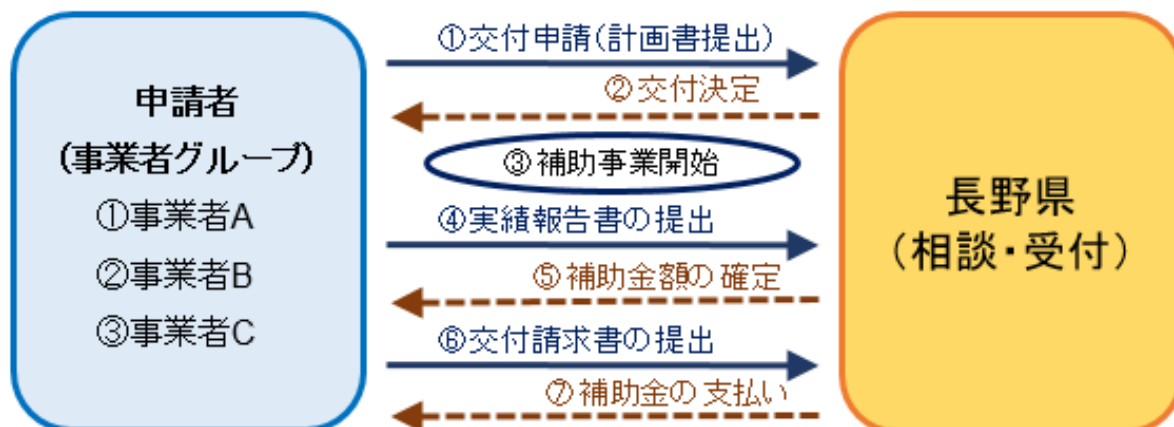 申請者
(事業者グループ)
①事業者A
②事業者B
③事業者C
①交付申請(計画書提出)
②交付決定
③補助事業開始
④実績報告書の提出
⑤補助金額の確定
⑥交付請求書の提出
⑦補助金の支払い
長野県
(相談・受付)